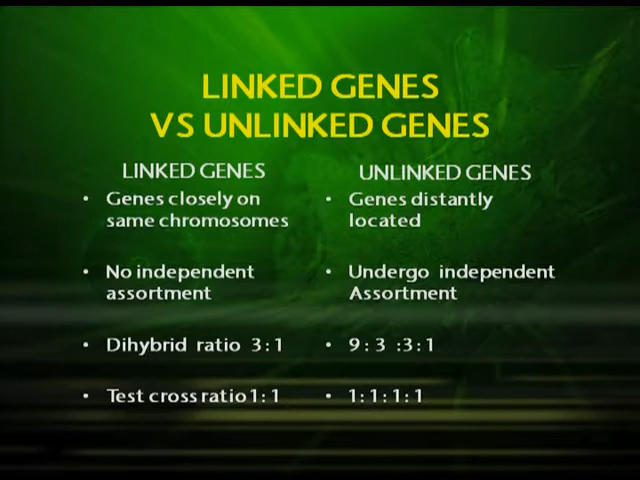 LINKED GENES
VS UNLINKED GENES
LINKED GENES
• Genes closely on
same chromosomes
• No independent
assortment
• Dihybrid ratio 3 : 1
• Test cross ratio 1 : 1
UNLINKED GENES
• Genes distantly
located
• Undergo independent
Assortment
• 9 : 3 :3 : 1
• 1 : 1 : 1 : 1